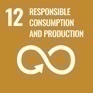 12 RESPONSIBLE
CONSUMPTION
AND PRODUCTION